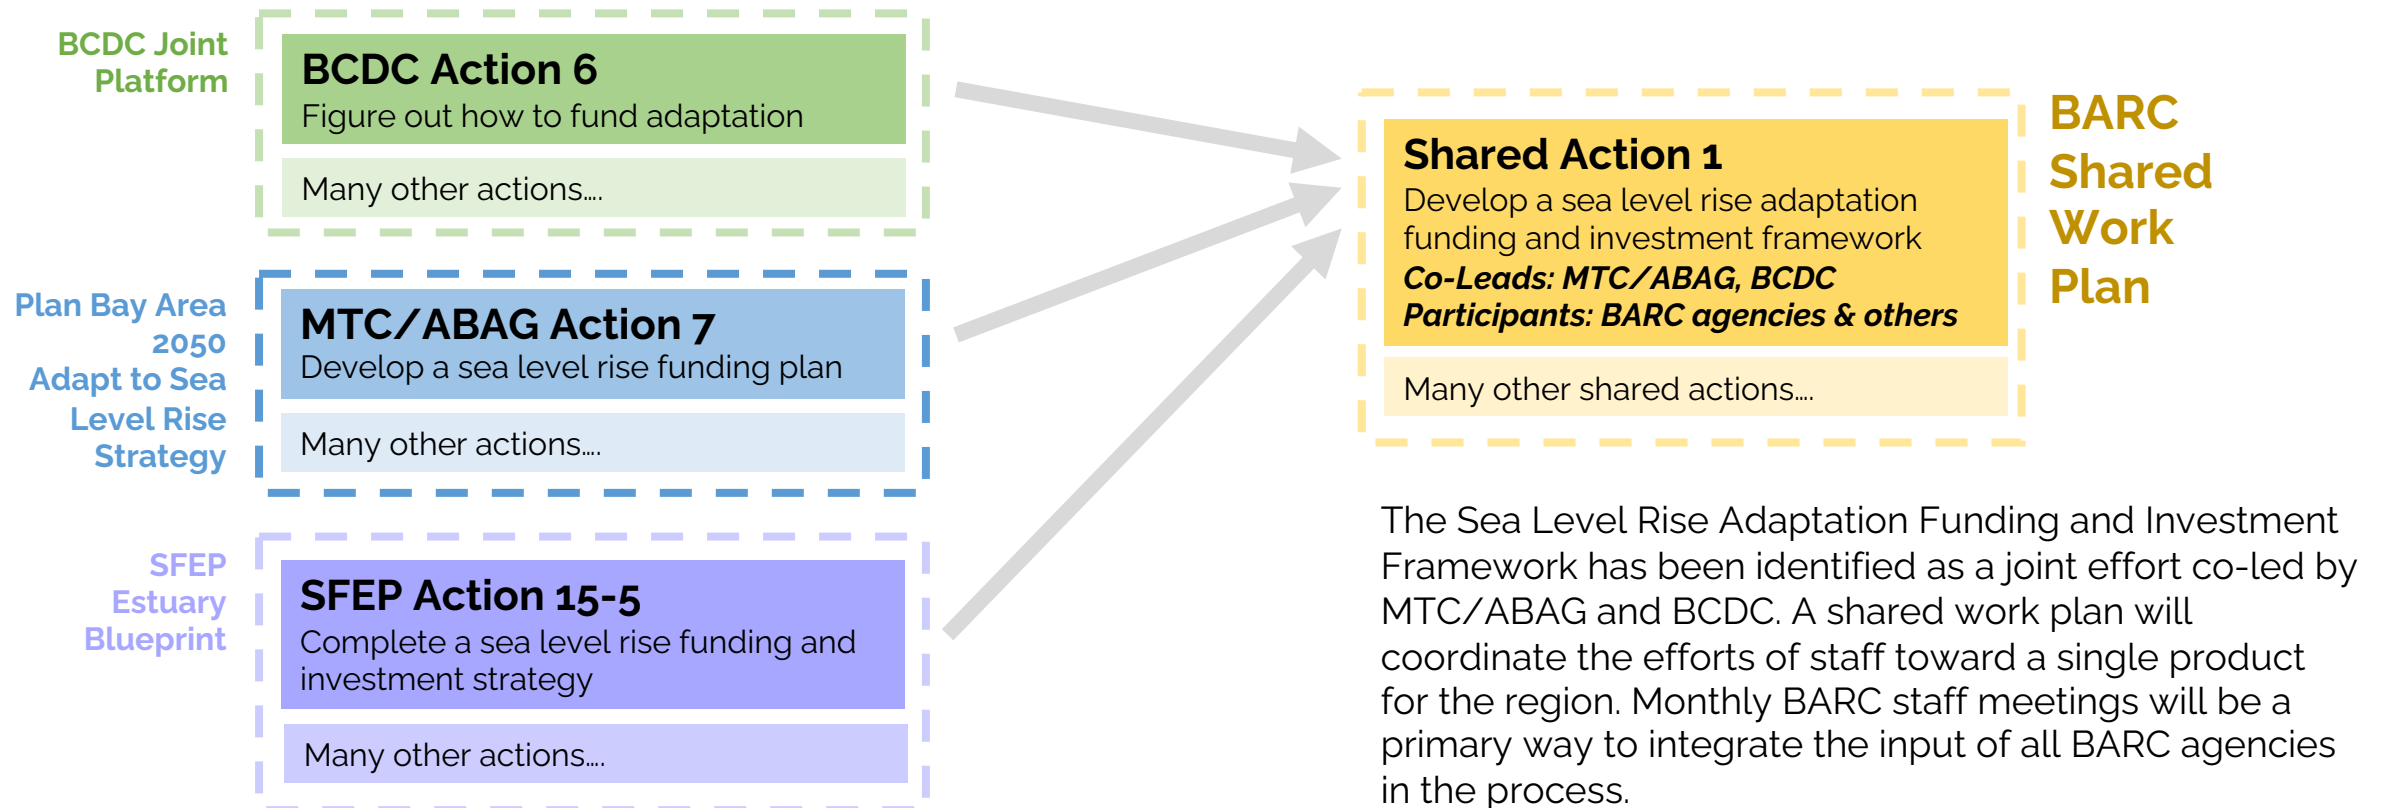 BCDC Joint
Platform
BCDC Action 6
Figure out how to fund adaptation
Many other actions....
Plan Bay Area
2050
Adapt to Sea
Level Rise
Strategy
MTC/ABAG Action 7
Develop a sea level rise funding plan
Many other actions....
SFEP
Estuary
Blueprint
SFEP Action 15-5
Complete a sea level rise funding and
investment strategy
Many other actions....
Shared Action 1
Develop a sea level rise adaptation
funding and investment framework
Co-Leads: MTC/ABAG, BCDC
Participants: BARC agencies & others
Many other shared actions....
BARC
Shared
Work
Plan
The Sea Level Rise Adaptation Funding and Investment
Framework has been identified as a joint effort co-led by
MTC/ABAG and BCDC. A shared work plan will
coordinate the efforts of staff toward a single product
for the region. Monthly BARC staff meetings will be a
primary way to integrate the input of all BARC agencies
in the process.